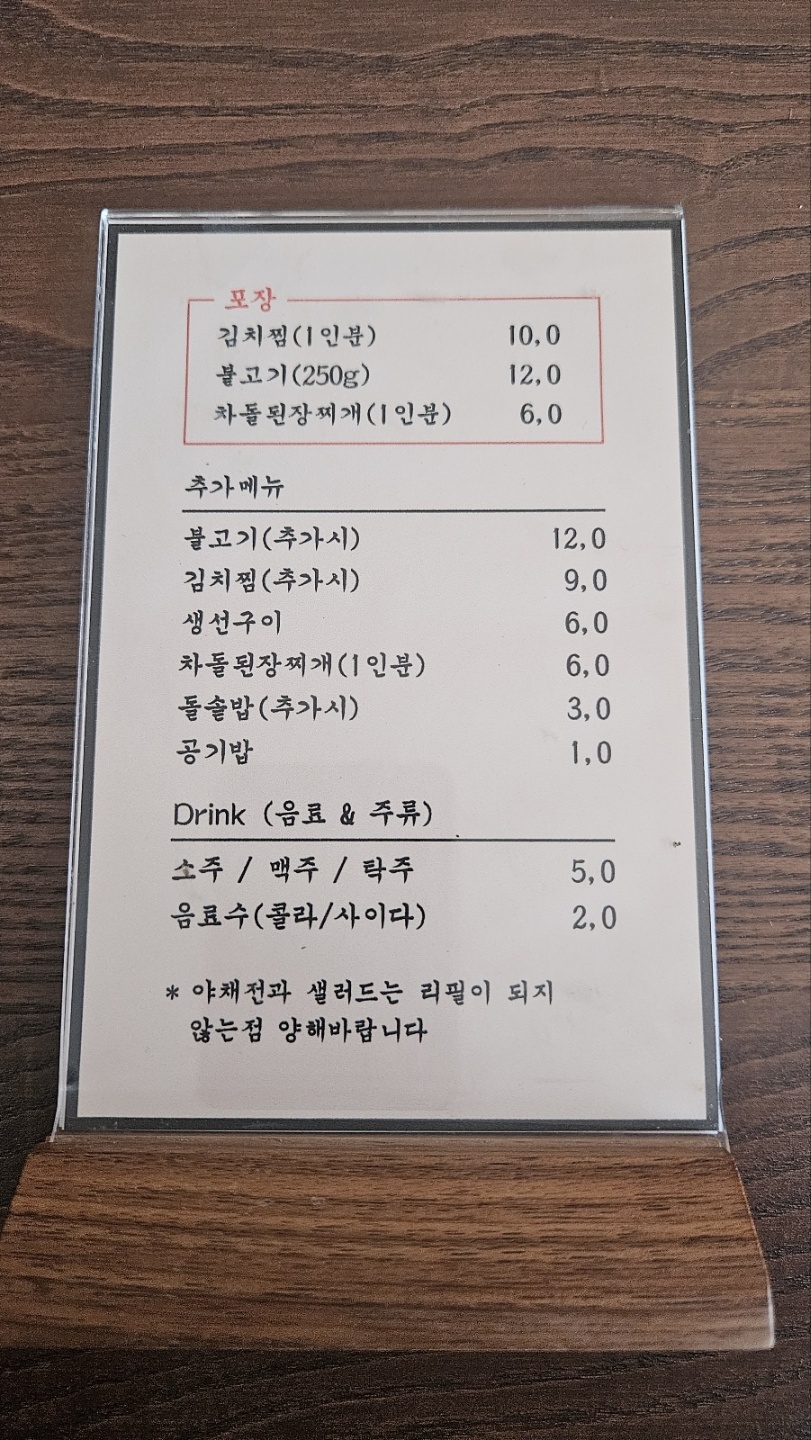 포장
김치찜(1인분) 10,0
불고기(250g) 12,0
차돌된장찌개(1인분) 6,0
추가메뉴
불고기(추가시) 12,0
김치찜(추가시) 9,0
생선구이 6,0
차돌된장찌개(1인분) 6,0
돌솥밥(추가시) 3,0
공기밥 1,0
Drink (음료 & 주류)
소주 / 맥주 / 탁주 5,0
음료수(콜라/사이다) 2,0
* 야채전과 샐러드는 리필이 되지
않는점 양해바랍니다